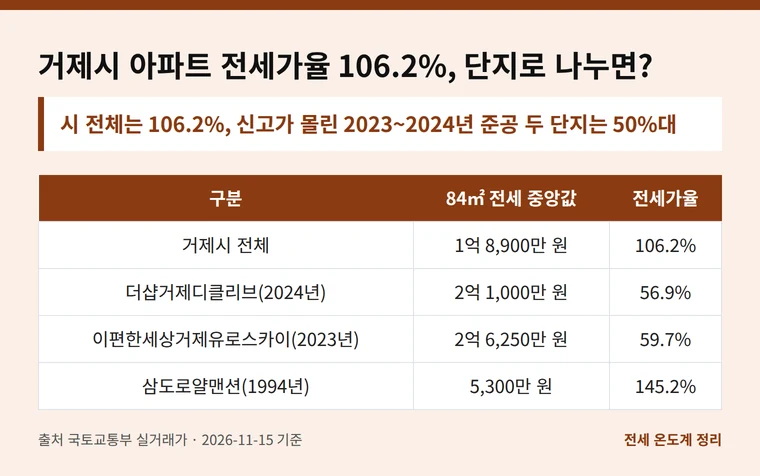 거제시 아파트 전세가율 106.2%, 단지로 나누면?
시 전체는 106.2%, 신고가 몰린 2023~2024년 준공 두 단지는 50%대
구분 84㎡ 전세 중앙값 전세가율
거제시 전체 1억 8,900만 원 106.2%
더샵거제디클리브(2024년) 2억 1,000만 원 56.9%
이편한세상거제유로스카이(2023년) 2억 6,250만 원 59.7%
삼도로얄맨션(1994년) 5,300만 원 145.2%
출처 국토교통부 실거래가 · 2026-11-15 기준 전세 온도계 정리